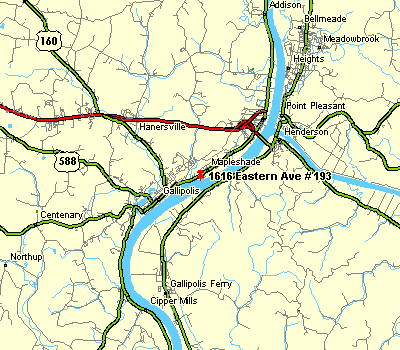 Addison
Bellmeade
160
Meadowbrook
Heights
Point Pleasant
Hanersville
Henderson
588
Mapleshade
1616 Eastern Ave # 193
Gallipolis
Centenary
Northup
Gallipolis Ferry
Cipper Mills